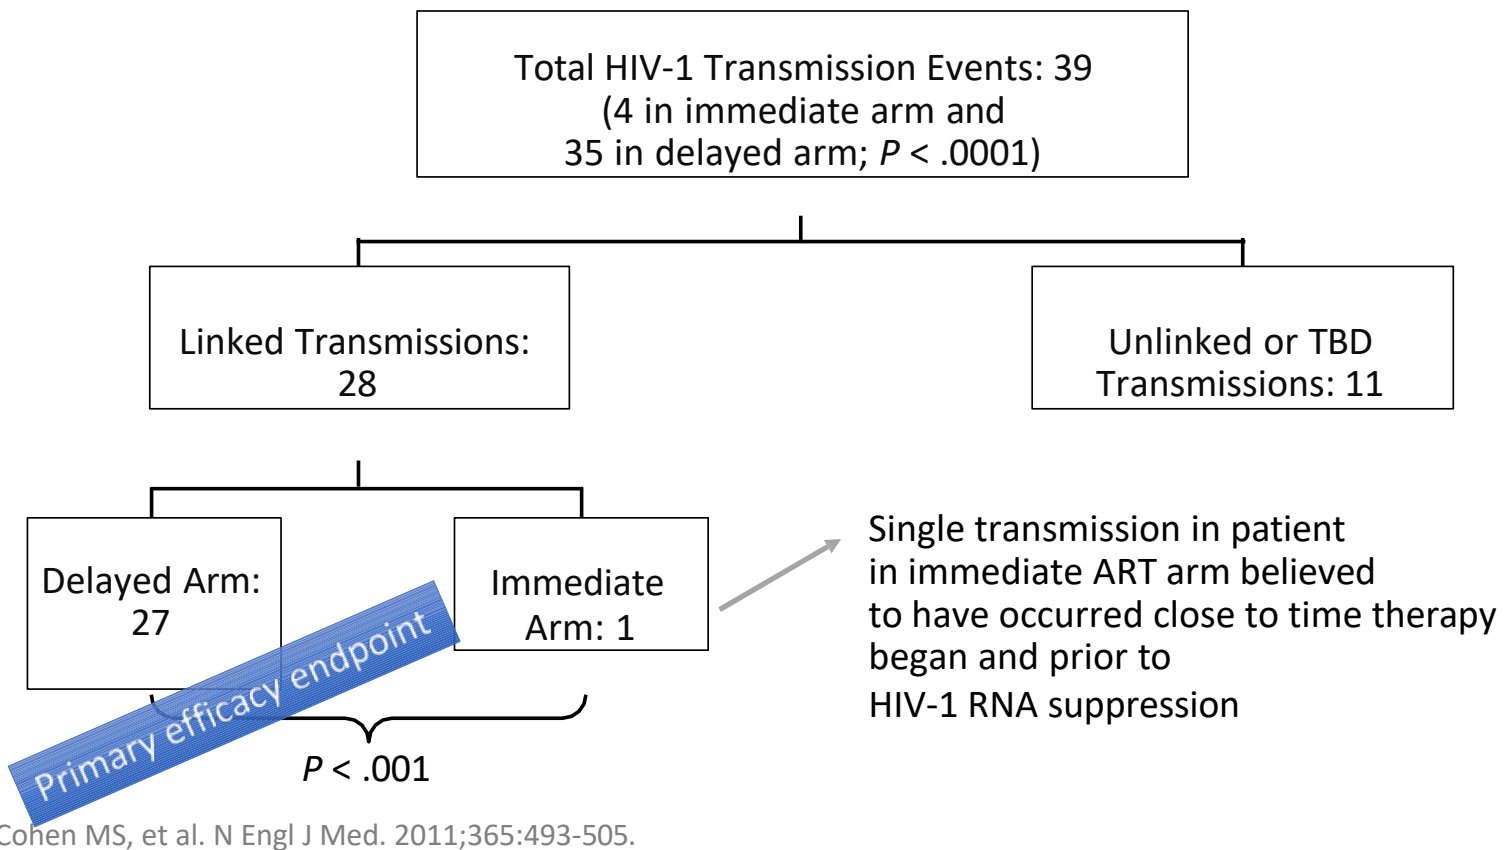 Total HIV-1 Transmission Events: 39
(4 in immediate arm and
35 in delayed arm; P < .0001)
Linked Transmissions:
28
Unlinked or TBD
Transmissions: 11
Delayed Arm:
27
Immediate
Arm: 1
Single transmission in patient
in immediate ART arm believed
to have occurred close to time therapy
began and prior to
HIV-1 RNA suppression
Primary efficacy endpoint
P < .001
Cohen MS, et al. N Engl J Med. 2011;365:493-505.